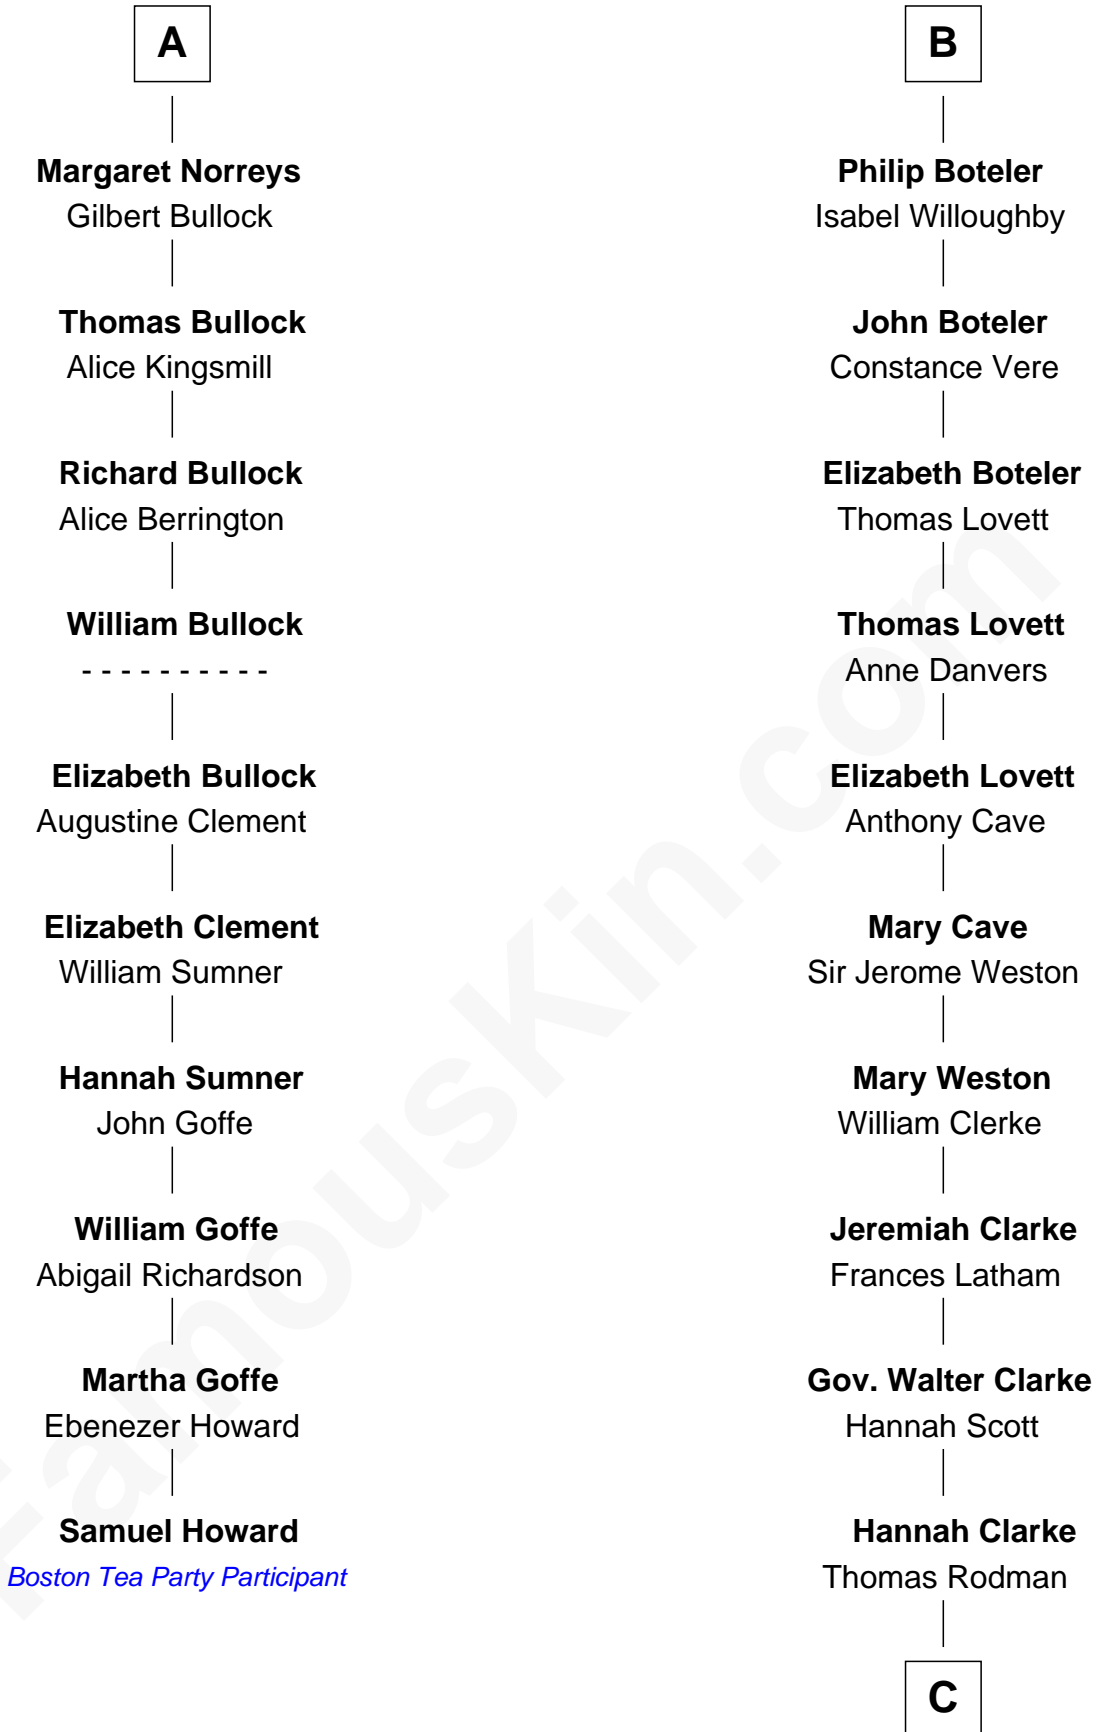 A
Margaret Norreys
Gilbert Bullock
Thomas Bullock
Alice Kingsmill
Richard Bullock
Alice Berrington
William Bullock
- - - - - - - - - -
Elizabeth Bullock
Augustine Clement
Elizabeth Clement
William Sumner
Hannah Sumner
John Goffe
William Goffe
Abigail Richardson
Martha Goffe
Ebenezer Howard
Samuel Howard
Boston Tea Party Participant
B
Philip Boteler
Isabel Willoughby
John Boteler
Constance Vere
Elizabeth Boteler
Thomas Lovett
Thomas Lovett
Anne Danvers
Elizabeth Lovett
Anthony Cave
Mary Cave
Sir Jerome Weston
Mary Weston
William Clerke
Jeremiah Clarke
Frances Latham
Gov. Walter Clarke
Hannah Scott
Hannah Clarke
Thomas Rodman
C
FamousKin.com